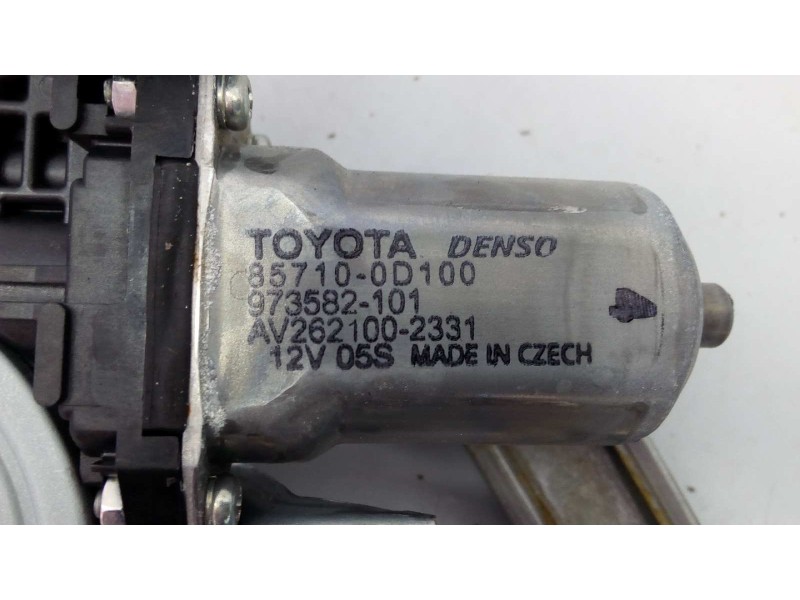 TOYOTA DENSO
85710-0D100
973582-101
AV262100-2331
12V 05S MADE IN CZECH